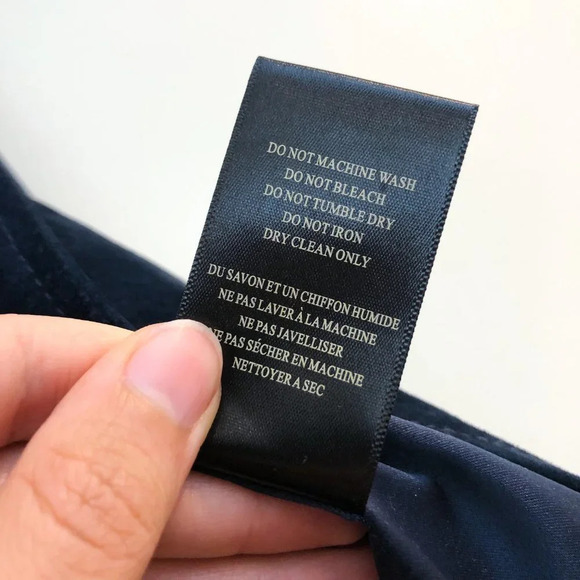 DO NOT MACHINE WASH
DO NOT BLEACH
DO NOT TUMBLE DRY
DO NOT IRON
DRY CLEAN ONLY
DU SAVON ET UN CHIFFON HUMIDE
NE PAS LAVER À LA MACHINE
NE PAS JAVELLISER
NE PAS SÉCHER EN MACHINE
NETTOYER A SEC